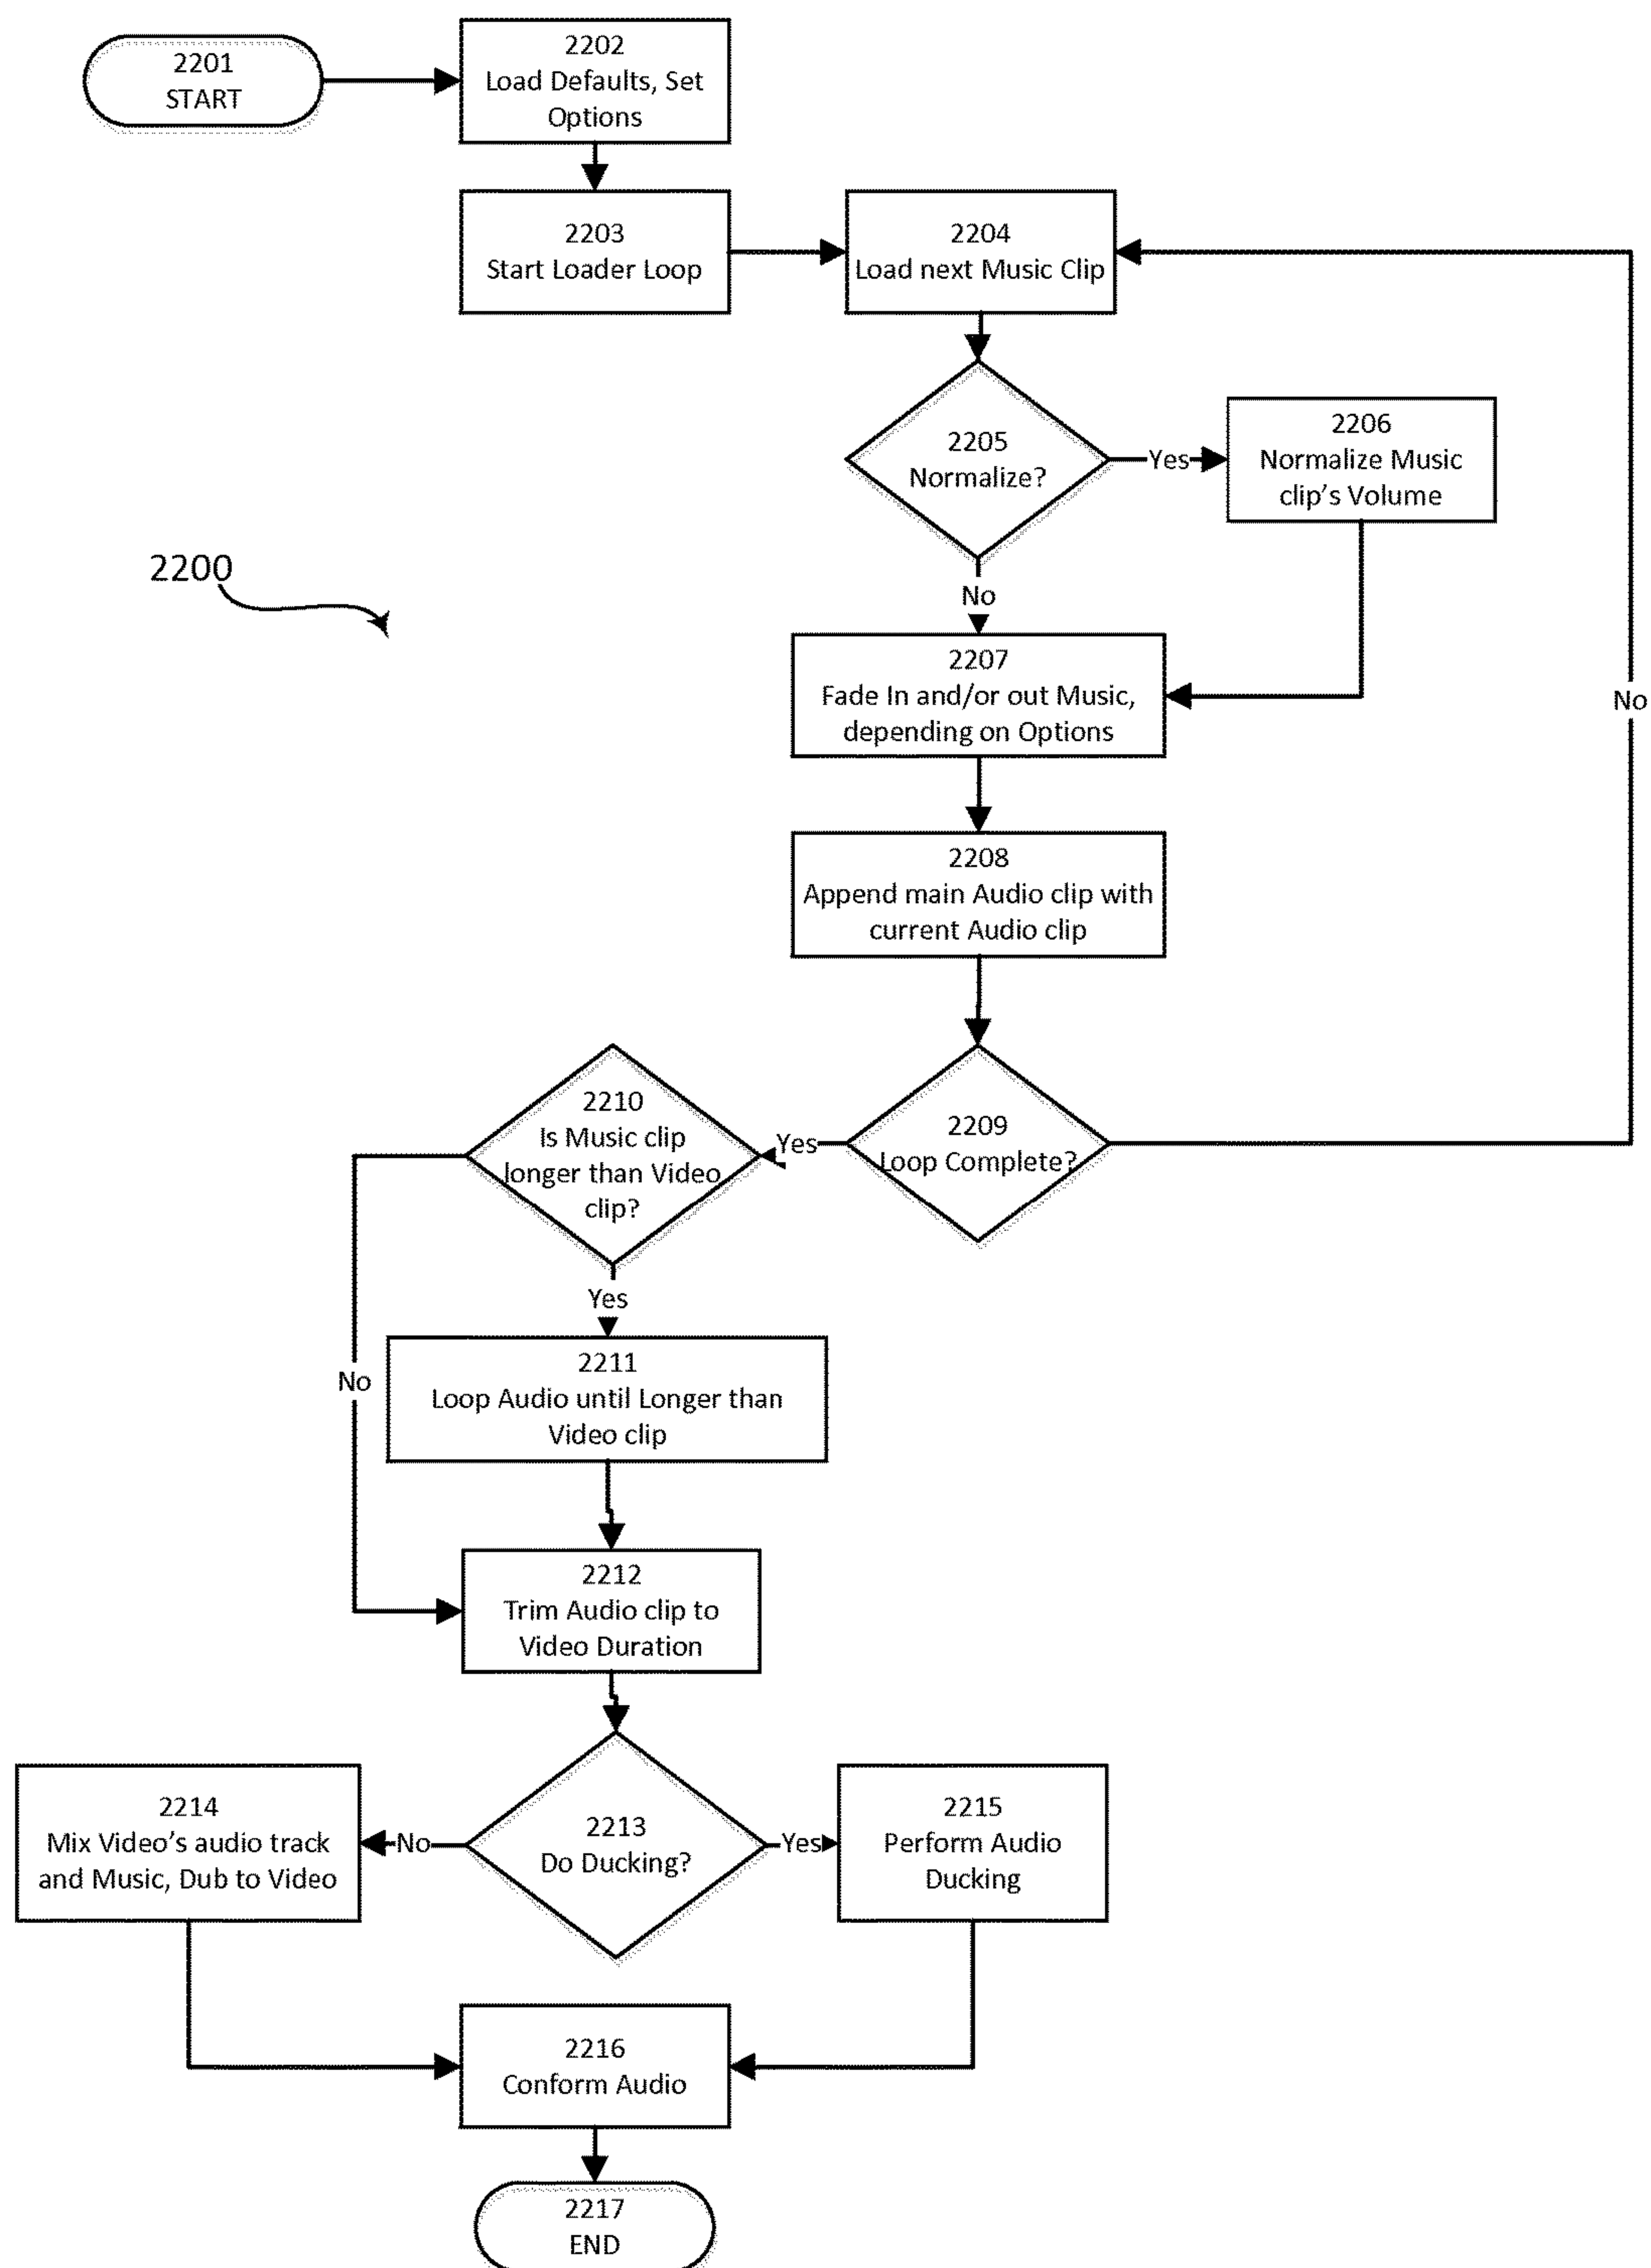 2201
START
2202
Load Defaults, Set
Options
2203
Start Loader Loop
2204
Load next Music Clip
2205
Normalize?
Yes
2206
Normalize Music
clip's Volume
2200
No
2207
Fade In and/or out Music,
depending on Options
No
2208
Append main Audio clip with
current Audio clip
2209
Loop Complete?
Yes
2210
Is Music clip
longer than Video
clip?
Yes
No
2211
Loop Audio until Longer than
Video clip
2212
Trim Audio clip to
Video Duration
2213
Do Ducking?
No
2214
Mix Video's audio track
and Music, Dub to Video
Yes
2215
Perform Audio
Ducking
2216
Conform Audio
2217
END